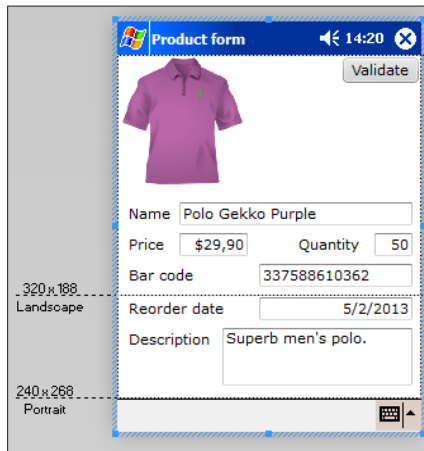 Product form 14:20
Validate
Name Polo Gekko Purple
Price $29,90 Quantity 50
Bar code 337588610362
320 x 188
Landscape
Reorder date 5/2/2013
Description Superb men's polo.
240 x 268
Portrait